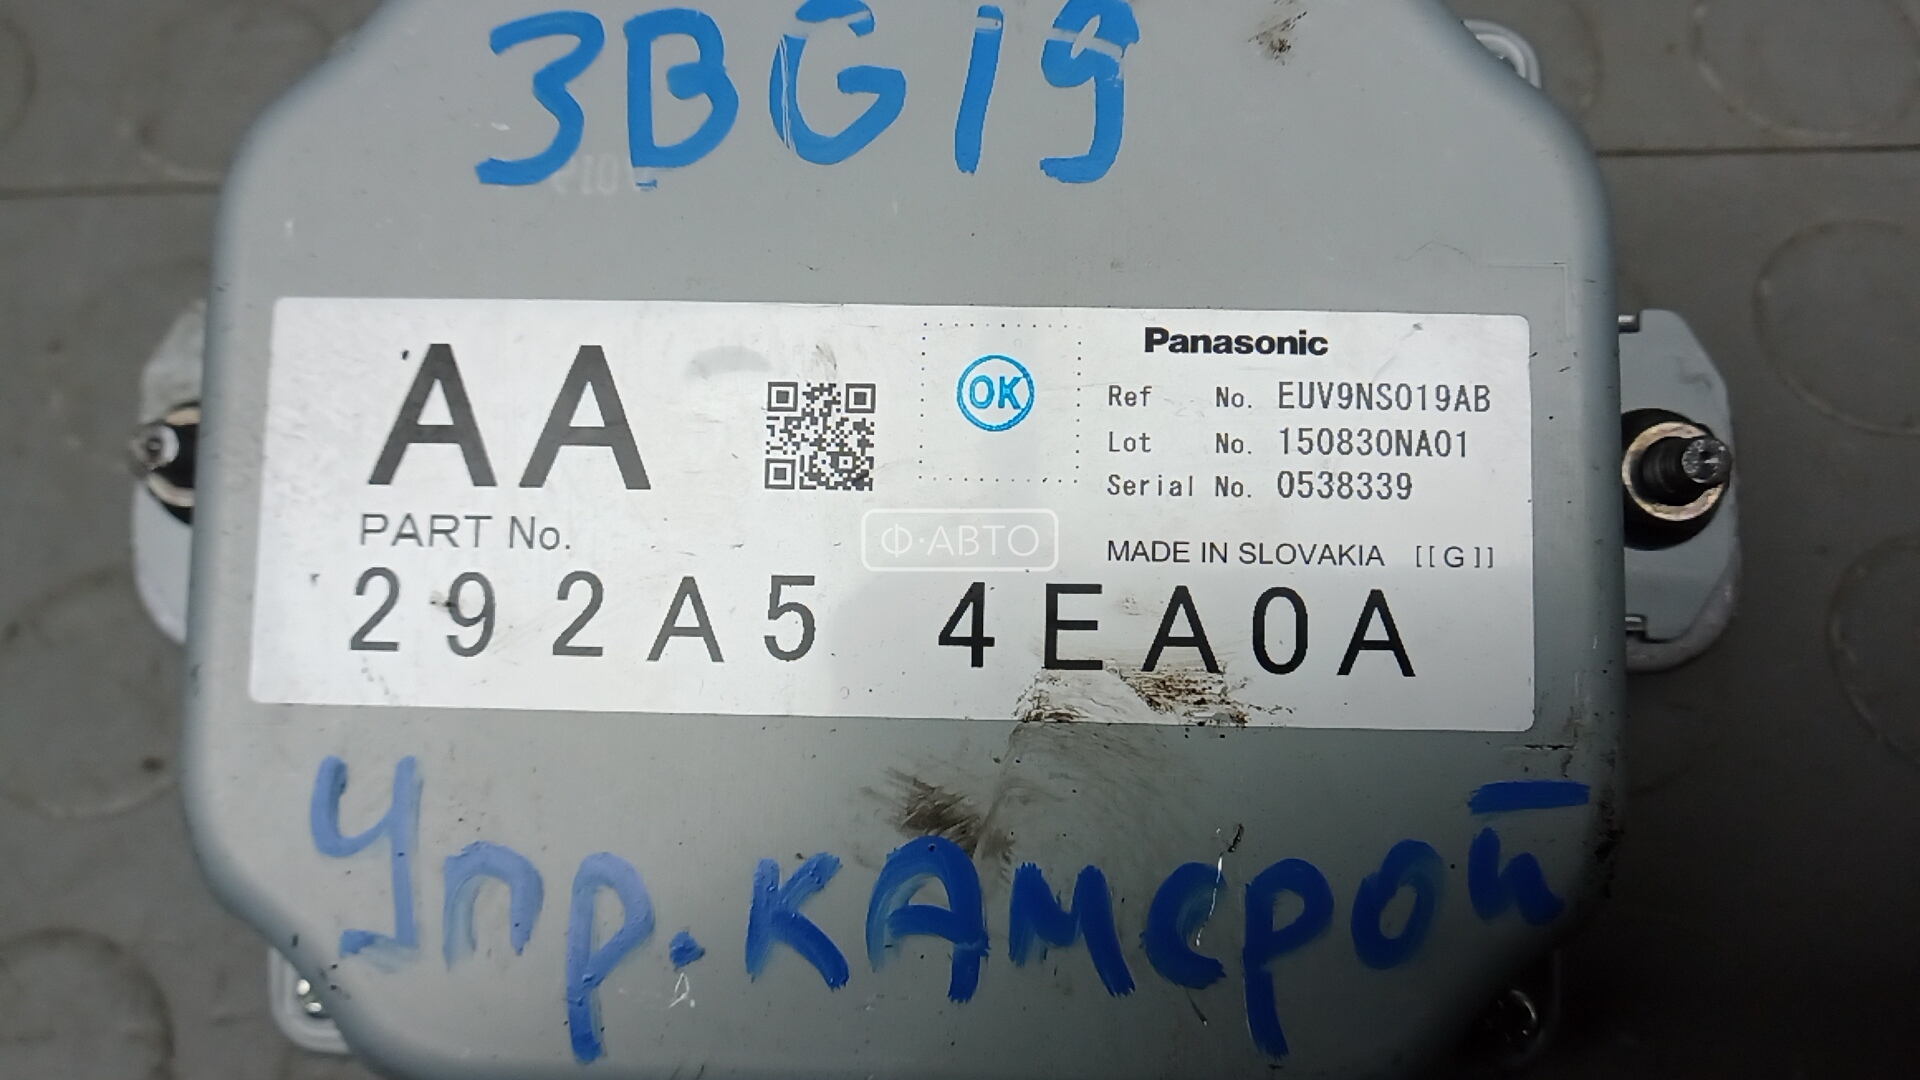 3BG19
AA
OK
Panasonic
Ref No. EUV9NS019AB
Lot No. 150830NA01
Serial No. 0538339
PART No.
Ф·АВТО
MADE IN SLOVAKIA [[G]]
292A5 4EA0A
Упр.камерой